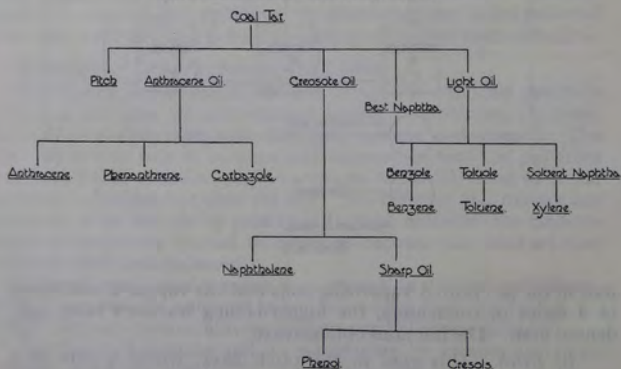 Coal Tar
Pitch Anthracene Oil Creosote Oil Light Oil
Best Naphtha
Anthracene Phenanthrene Carbazole Benzole Toluole Solvent Naphtha
Benzene Toluene Xylene
Naphthalene Sharp Oil
Phenol Cresols